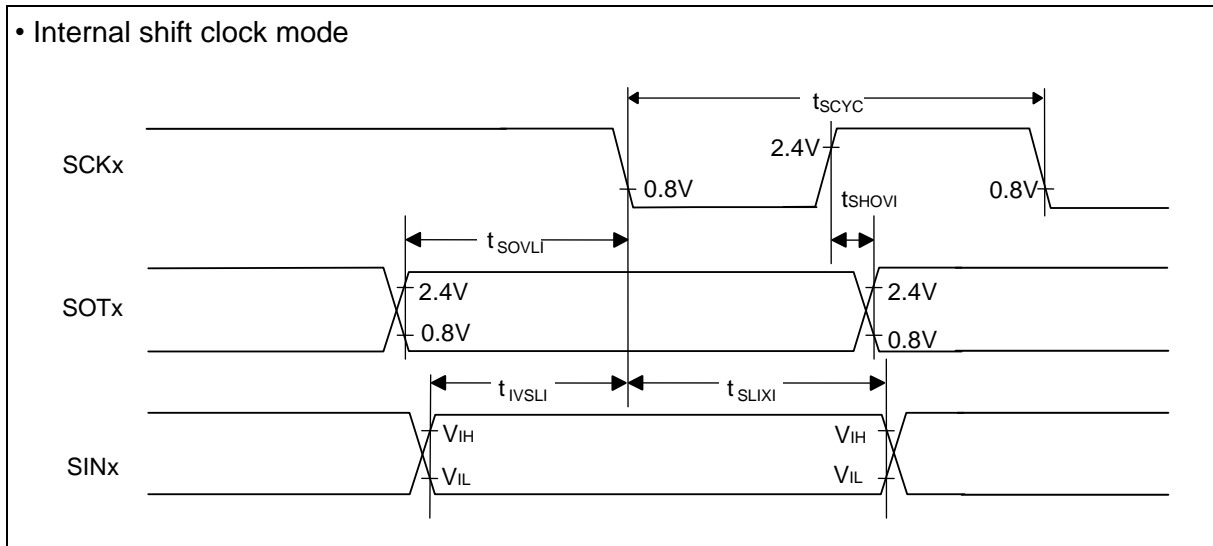 • Internal shift clock mode
tSCYC
SCKx
2.4V
0.8V
0.8V
tSHOVI
tSOVLI
SOTx
2.4V
2.4V
0.8V
0.8V
tIVSLI
tSLIXI
SINx
VIH
VIH
VIL
VIL